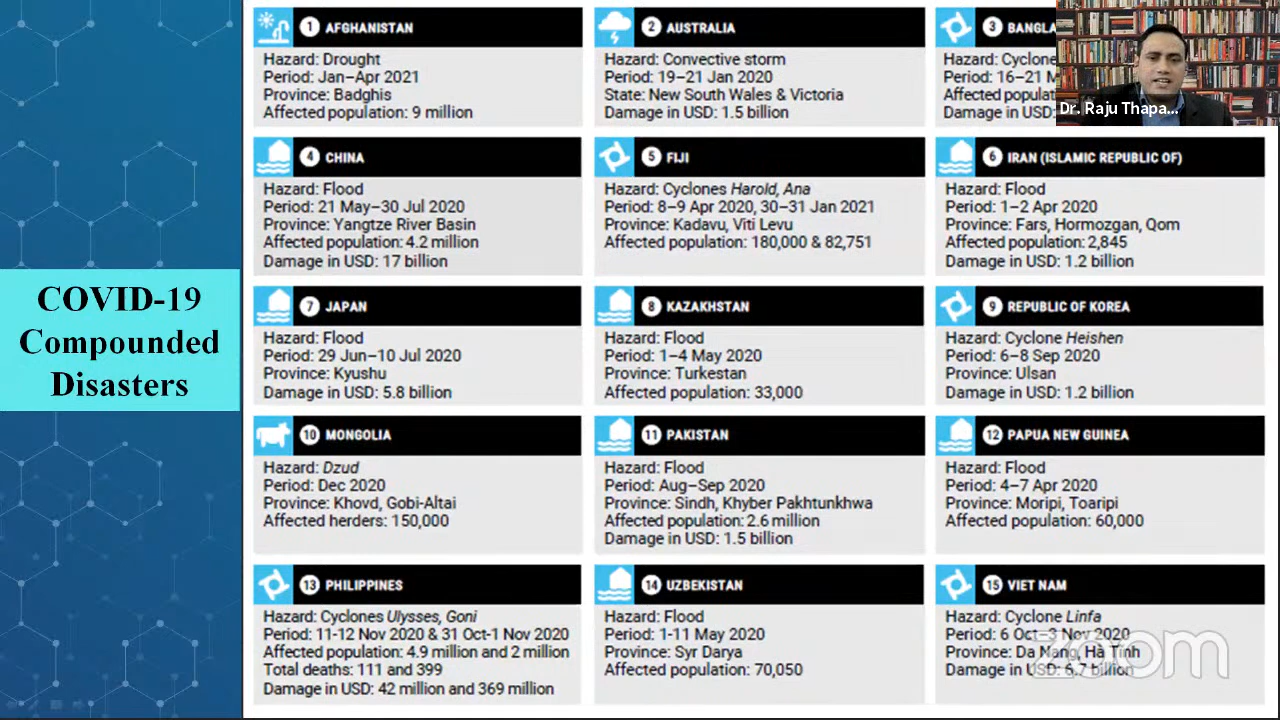 COVID-19
Compounded
Disasters
1 AFGHANISTAN
Hazard: Drought
Period: Jan–Apr 2021
Province: Badghis
Affected population: 9 million
2 AUSTRALIA
Hazard: Convective storm
Period: 19–21 Jan 2020
State: New South Wales & Victoria
Damage in USD: 1.5 billion
3
Hazard: Cyclone
Period: 16–21
Affected
Damage in USD:
Dr. Raju Thapa...
4 CHINA
Hazard: Flood
Period: 21 May–30 Jul 2020
Province: Yangtze River Basin
Affected population: 4.2 million
Damage in USD: 17 billion
5 FIJI
Hazard: Cyclones Harold, Ana
Period: 8–9 Apr 2020, 30–31 Jan 2021
Province: Kadavu, Viti Levu
Affected population: 180,000 & 82,751
6 IRAN (ISLAMIC REPUBLIC OF)
Hazard: Flood
Period: 1–2 Apr 2020
Province: Fars, Hormozgan, Qom
Affected population: 2,845
Damage in USD: 1.2 billion
7 JAPAN
Hazard: Flood
Period: 29 Jun–10 Jul 2020
Province: Kyushu
Damage in USD: 5.8 billion
8 KAZAKHSTAN
Hazard: Flood
Period: 1–4 May 2020
Province: Turkestan
Affected population: 33,000
9 REPUBLIC OF KOREA
Hazard: Cyclone Heishen
Period: 6–8 Sep 2020
Province: Ulsan
Damage in USD: 1.2 billion
10 MONGOLIA
Hazard: Dzud
Period: Dec 2020
Province: Khovd, Gobi-Altai
Affected herders: 150,000
11 PAKISTAN
Hazard: Flood
Period: Aug–Sep 2020
Province: Sindh, Khyber Pakhtunkhwa
Affected population: 2.6 million
Damage in USD: 1.5 billion
12 PAPUA NEW GUINEA
Hazard: Flood
Period: 4–7 Apr 2020
Province: Moripi, Toaripi
Affected population: 60,000
13 PHILIPPINES
Hazard: Cyclones Ulysses, Goni
Period: 11-12 Nov 2020 & 31 Oct-1 Nov 2020
Affected population: 4.9 million and 2 million
Total deaths: 111 and 399
Damage in USD: 42 million and 369 million
14 UZBEKISTAN
Hazard: Flood
Period: 1-11 May 2020
Province: Syr Darya
Affected population: 70,050
15 VIET NAM
Hazard: Cyclone Linfa
Period: 6 Oct–3 Nov 2020
Province: Da Nang, Hà Tĩnh
Damage in USD: 6.7 billion
zoom